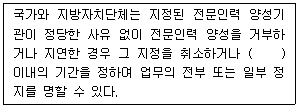 국가와 지방자치단체는 지정된 전문인력 양성기
관이 정당한 사유 없이 전문인력 양성을 거부하
거나 지연한 경우 그 지정을 취소하거나 (    )
이내의 기간을 정하여 업무의 전부 또는 일부 정
지를 명할 수 있다.